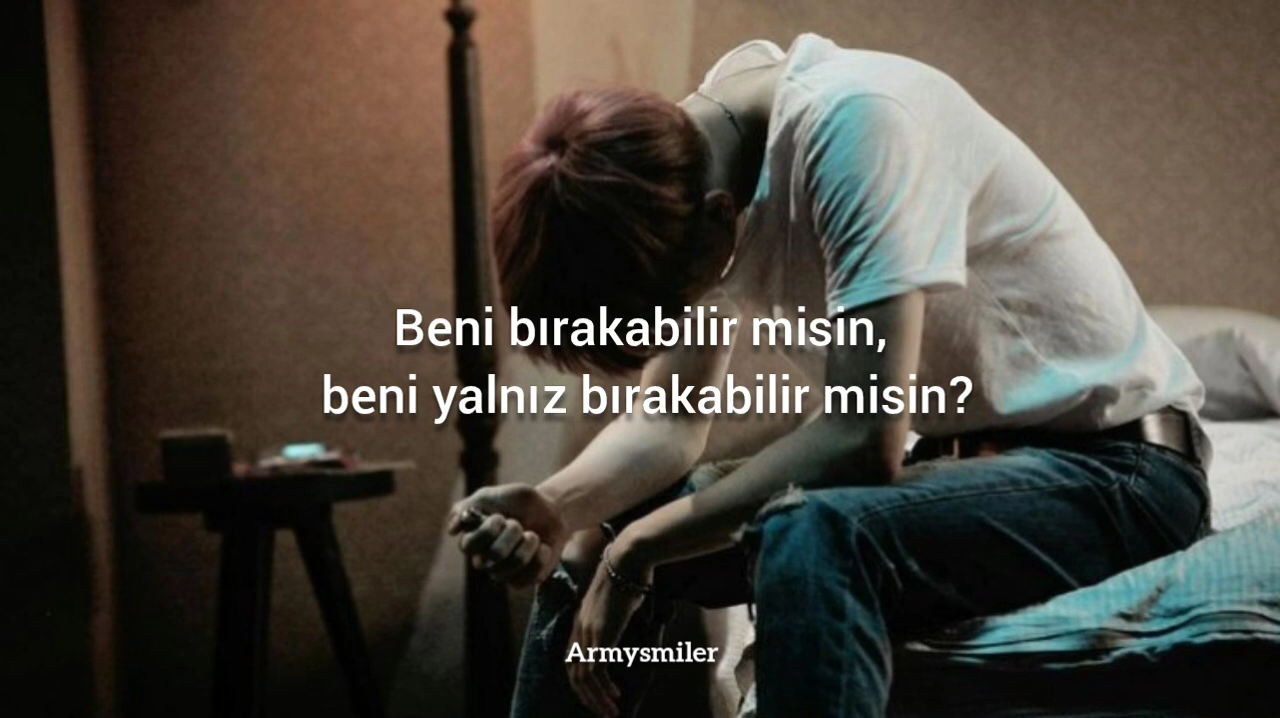 Beni bırakabilir misin,
beni yalnız bırakabilir misin?
Armysmiler